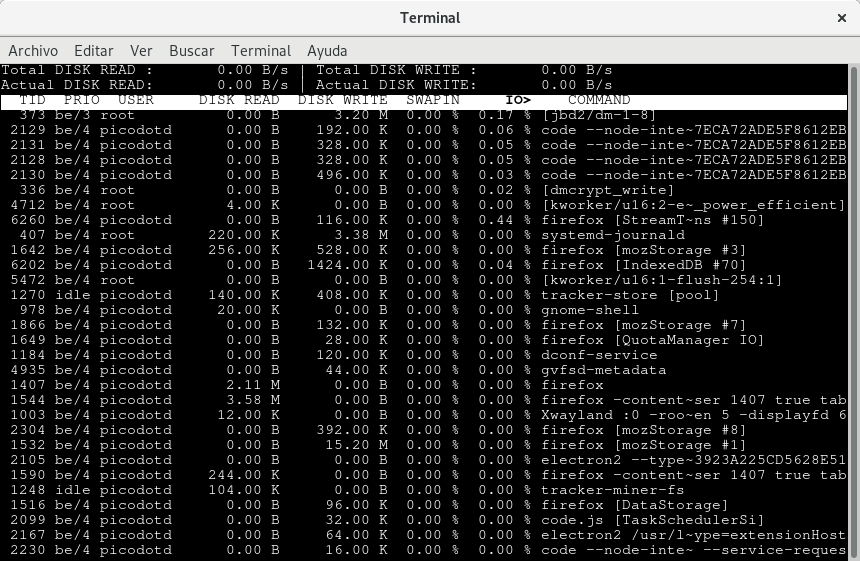 Terminal ×
Archivo Editar Ver Buscar Terminal Ayuda
Total DISK READ : 0.00 B/s | Total DISK WRITE : 0.00 B/s
Actual DISK READ: 0.00 B/s | Actual DISK WRITE: 0.00 B/s
TID PRIO USER DISK READ DISK WRITE SWAPIN IO> COMMAND
373 be/3 root 0.00 B 3.20 M 0.00 % 0.17 % [jbd2/dm-1-8]
2129 be/4 picodotd 0.00 B 192.00 K 0.00 % 0.06 % code --node-inte~7ECA72ADE5F8612EB
2131 be/4 picodotd 0.00 B 328.00 K 0.00 % 0.05 % code --node-inte~7ECA72ADE5F8612EB
2128 be/4 picodotd 0.00 B 328.00 K 0.00 % 0.05 % code --node-inte~7ECA72ADE5F8612EB
2130 be/4 picodotd 0.00 B 496.00 K 0.00 % 0.03 % code --node-inte~7ECA72ADE5F8612EB
336 be/4 root 0.00 B 0.00 B 0.00 % 0.02 % [dmcrypt_write]
4712 be/4 root 4.00 K 0.00 B 0.00 % 0.00 % [kworker/u16:2-e~_power_efficient]
6260 be/4 picodotd 0.00 B 116.00 K 0.00 % 0.44 % firefox [StreamT~ns #150]
407 be/4 root 220.00 K 3.38 M 0.00 % 0.00 % systemd-journald
1642 be/4 picodotd 256.00 K 528.00 K 0.00 % 0.00 % firefox [mozStorage #3]
6202 be/4 picodotd 0.00 B 1424.00 K 0.00 % 0.04 % firefox [IndexedDB #70]
5472 be/4 root 0.00 B 0.00 B 0.00 % 0.00 % [kworker/u16:1-flush-254:1]
1270 idle picodotd 140.00 K 408.00 K 0.00 % 0.00 % tracker-store [pool]
978 be/4 picodotd 20.00 K 0.00 B 0.00 % 0.00 % gnome-shell
1866 be/4 picodotd 0.00 B 132.00 K 0.00 % 0.00 % firefox [mozStorage #7]
1649 be/4 picodotd 0.00 B 28.00 K 0.00 % 0.00 % firefox [QuotaManager IO]
1184 be/4 picodotd 0.00 B 120.00 K 0.00 % 0.00 % dconf-service
4935 be/4 picodotd 0.00 B 44.00 K 0.00 % 0.00 % gvfsd-metadata
1407 be/4 picodotd 2.11 M 0.00 B 0.00 % 0.00 % firefox
1544 be/4 picodotd 3.58 M 0.00 B 0.00 % 0.00 % firefox -content~ser 1407 true tab
1003 be/4 picodotd 12.00 K 0.00 B 0.00 % 0.00 % Xwayland :0 -roo~en 5 -displayfd 6
2304 be/4 picodotd 0.00 B 392.00 K 0.00 % 0.00 % firefox [mozStorage #8]
1532 be/4 picodotd 0.00 B 15.20 M 0.00 % 0.00 % firefox [mozStorage #1]
2105 be/4 picodotd 0.00 B 0.00 B 0.00 % 0.00 % electron2 --type~3923A225CD5628E51
1590 be/4 picodotd 244.00 K 0.00 B 0.00 % 0.00 % firefox -content~ser 1407 true tab
1248 idle picodotd 104.00 K 0.00 B 0.00 % 0.00 % tracker-miner-fs
1516 be/4 picodotd 0.00 B 96.00 K 0.00 % 0.00 % firefox [DataStorage]
2099 be/4 picodotd 0.00 B 32.00 K 0.00 % 0.00 % code.js [TaskSchedulerSi]
2167 be/4 picodotd 0.00 B 64.00 K 0.00 % 0.00 % electron2 /usr/l~ype=extensionHost
2230 be/4 picodotd 0.00 B 16.00 K 0.00 % 0.00 % code --node-inte~ --service-reques